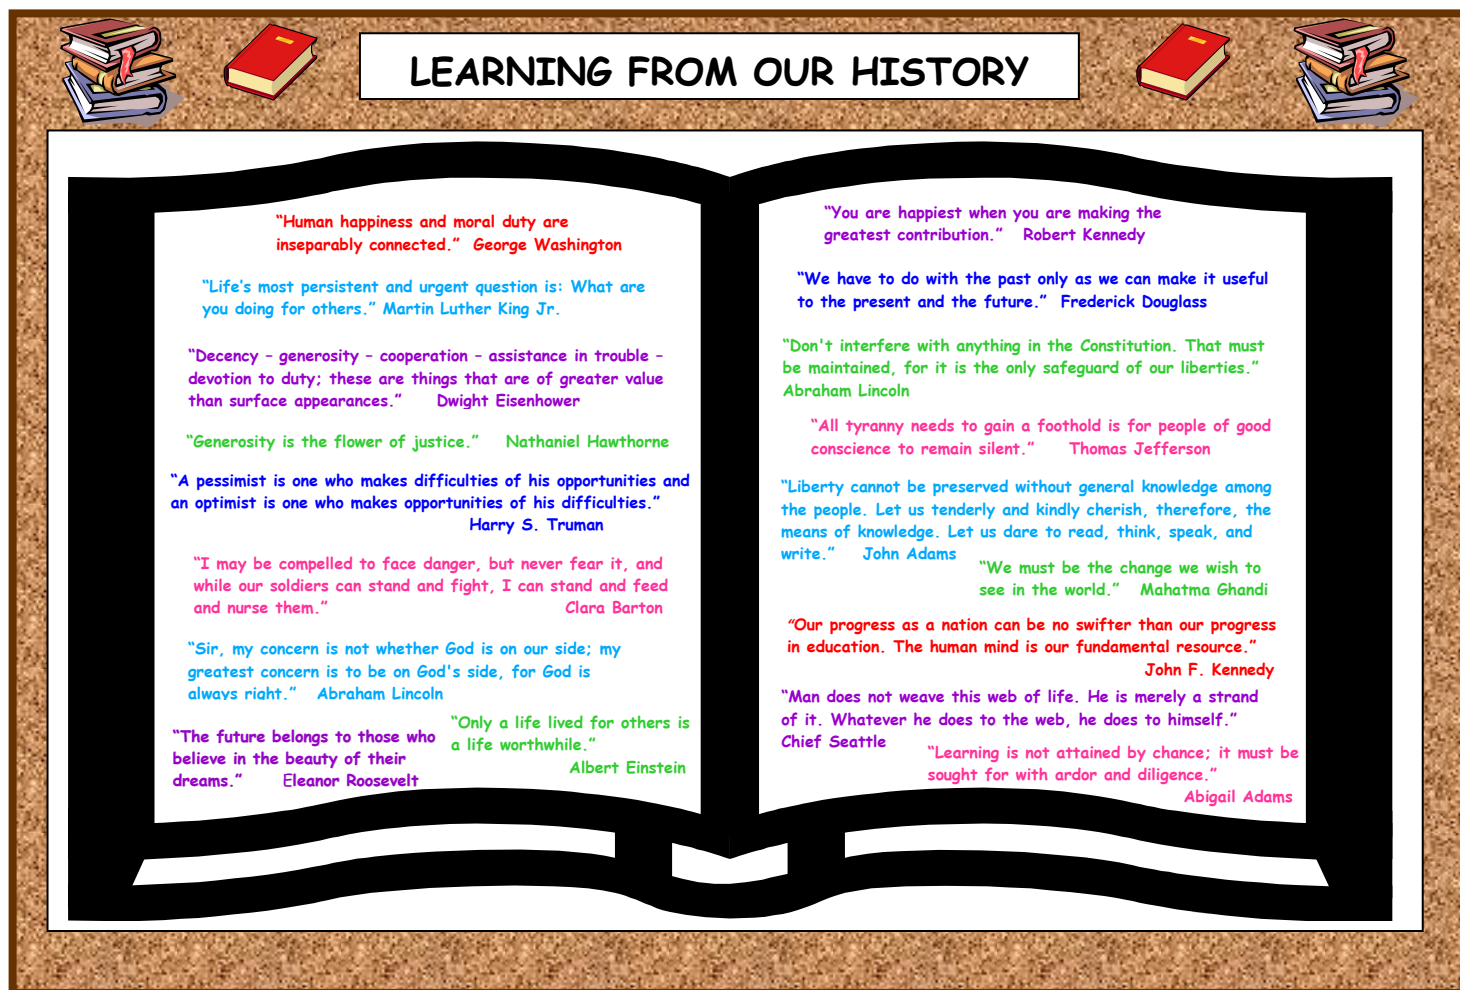 LEARNING FROM OUR HISTORY
“Human happiness and moral duty are
inseparably connected.” George Washington
“Life’s most persistent and urgent question is: What are
you doing for others.” Martin Luther King Jr.
“Decency – generosity – cooperation – assistance in trouble –
devotion to duty; these are things that are of greater value
than surface appearances.” Dwight Eisenhower
“Generosity is the flower of justice.” Nathaniel Hawthorne
“A pessimist is one who makes difficulties of his opportunities and
an optimist is one who makes opportunities of his difficulties.”
Harry S. Truman
“I may be compelled to face danger, but never fear it, and
while our soldiers can stand and fight, I can stand and feed
and nurse them.” Clara Barton
“Sir, my concern is not whether God is on our side; my
greatest concern is to be on God's side, for God is
always right.” Abraham Lincoln
“The future belongs to those who
believe in the beauty of their
dreams.” Eleanor Roosevelt
“Only a life lived for others is
a life worthwhile.”
Albert Einstein
“You are happiest when you are making the
greatest contribution.” Robert Kennedy
“We have to do with the past only as we can make it useful
to the present and the future.” Frederick Douglass
“Don't interfere with anything in the Constitution. That must
be maintained, for it is the only safeguard of our liberties.”
Abraham Lincoln
“All tyranny needs to gain a foothold is for people of good
conscience to remain silent.” Thomas Jefferson
“Liberty cannot be preserved without general knowledge among
the people. Let us tenderly and kindly cherish, therefore, the
means of knowledge. Let us dare to read, think, speak, and
write.” John Adams
“We must be the change we wish to
see in the world.” Mahatma Ghandi
“Our progress as a nation can be no swifter than our progress
in education. The human mind is our fundamental resource.”
John F. Kennedy
“Man does not weave this web of life. He is merely a strand
of it. Whatever he does to the web, he does to himself.”
Chief Seattle
“Learning is not attained by chance; it must be
sought for with ardor and diligence.”
Abigail Adams